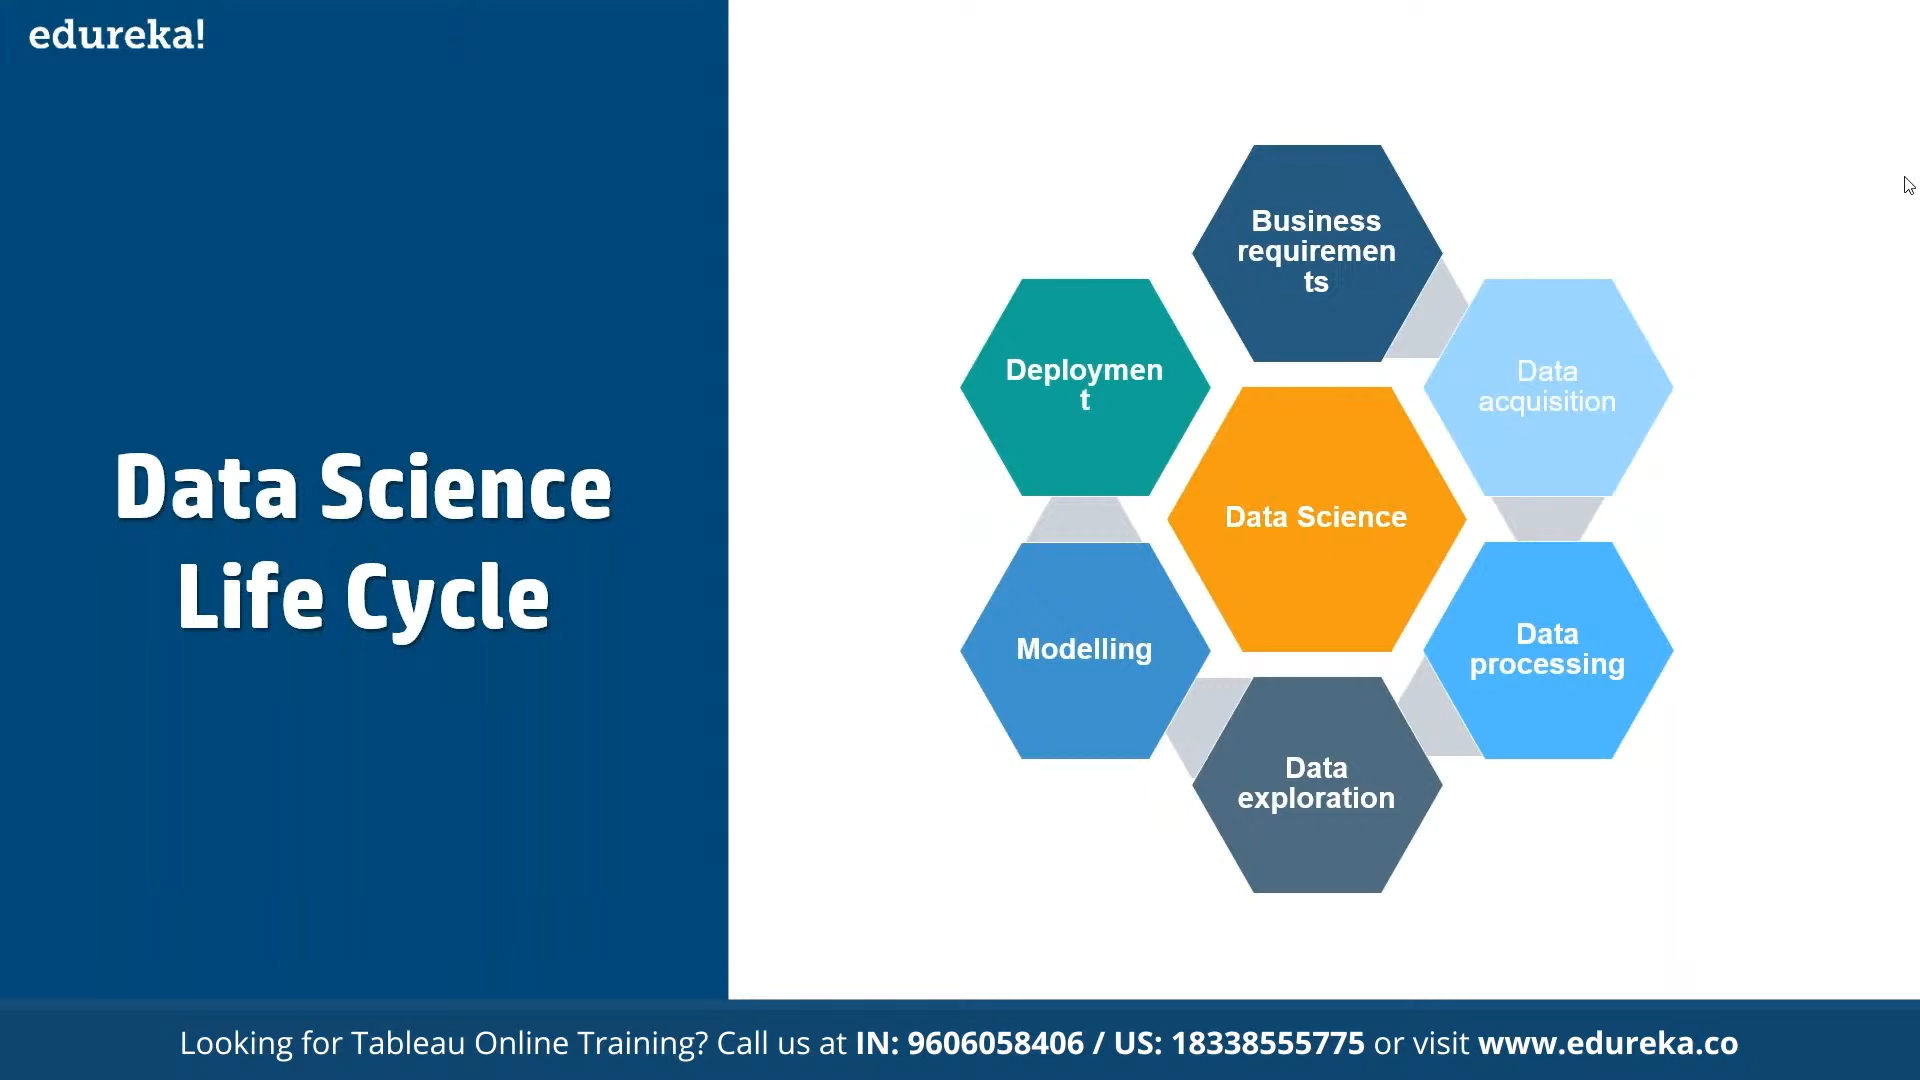 edureka!
Data Science
Life Cycle
Business
requiremen
ts
Data
acquisition
Data
processing
Data
exploration
Modelling
Deploymen
t
Data Science
Looking for Tableau Online Training? Call us at IN: 9606058406 / US: 18338555775 or visit www.edureka.co